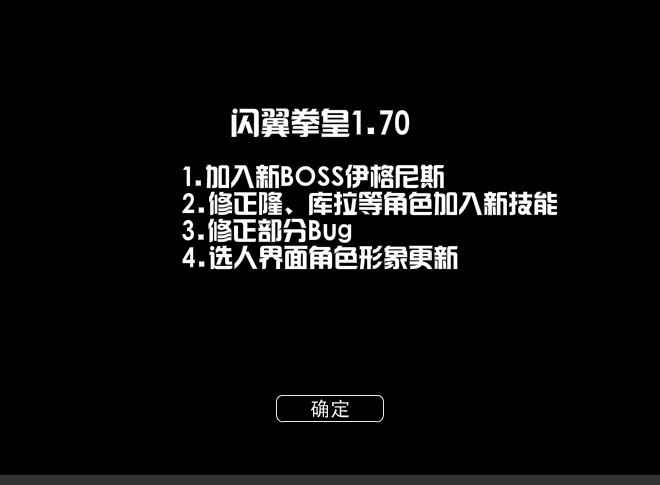 闪翼拳皇1.70
1.加入新BOSS伊格尼斯
2.修正隆、库拉等角色加入新技能
3.修正部分Bug
4.选人界面角色形象更新
确定